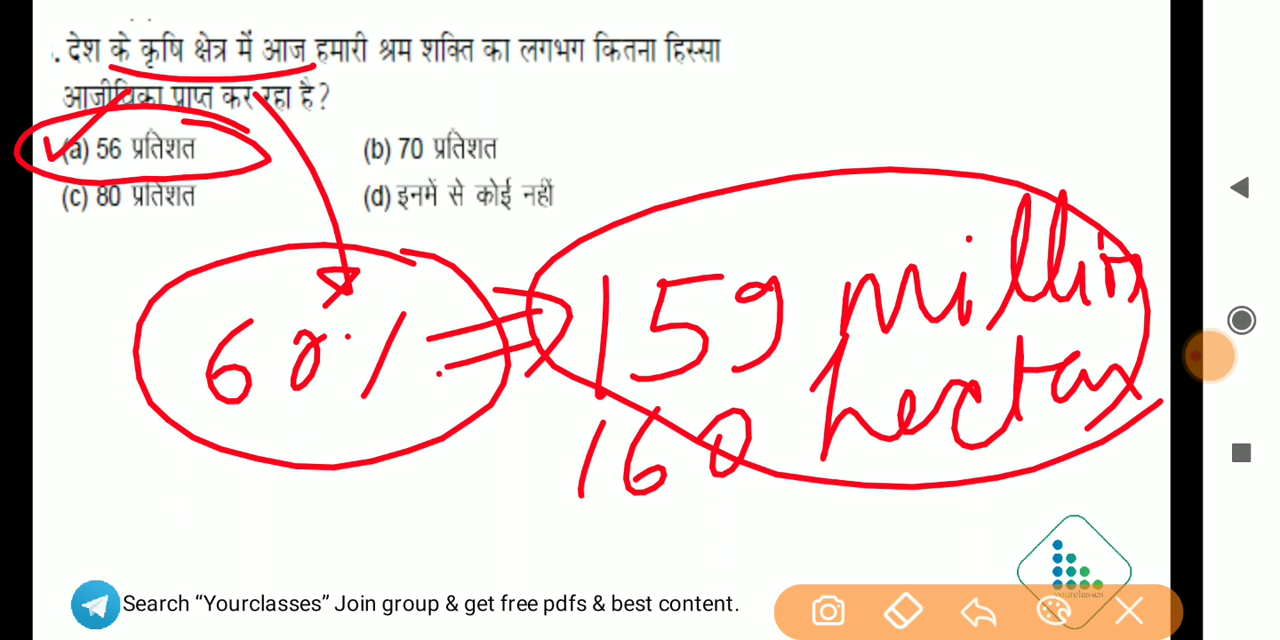 . देश के कृषि क्षेत्र में आज हमारी श्रम शक्ति का लगभग कितना हिस्सा
आजीविका प्राप्त कर रहा है?
(a) 56 प्रतिशत (b) 70 प्रतिशत
(c) 80 प्रतिशत (d) इनमें से कोई नहीं
60% 159 million
160 hectar
Search “Yourclasses” Join group & get free pdfs & best content.